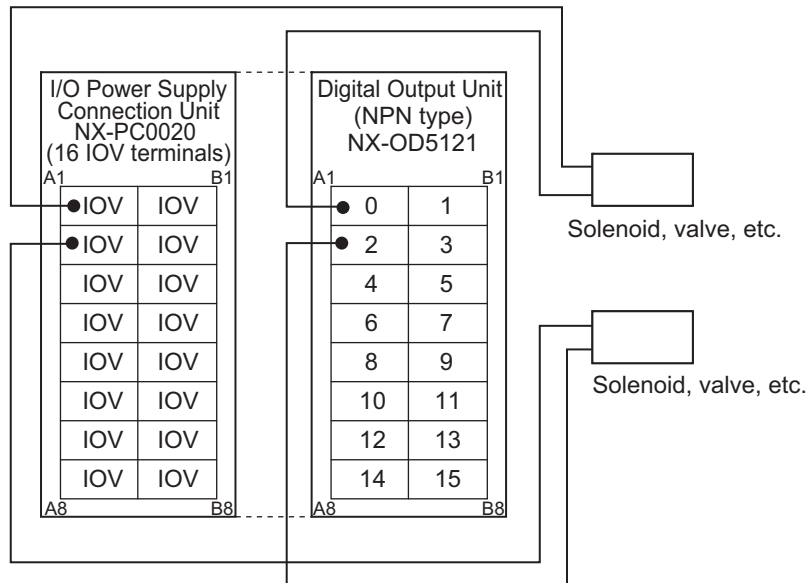 I/O Power Supply
Connection Unit
NX-PC0020
(16 IOV terminals)
A1 B1
IOV IOV
IOV IOV
IOV IOV
IOV IOV
IOV IOV
IOV IOV
IOV IOV
IOV IOV
A8 B8
Digital Output Unit
(NPN type)
NX-OD5121
A1 B1
0 1
2 3
4 5
6 7
8 9
10 11
12 13
14 15
A8 B8
Solenoid, valve, etc.
Solenoid, valve, etc.